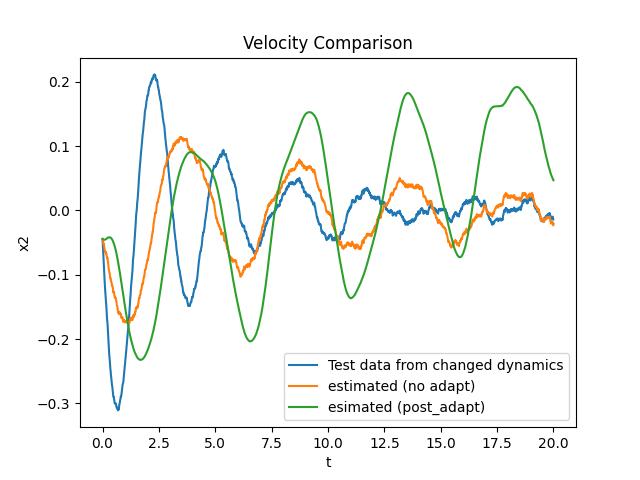 Velocity Comparison
x2
0.2
0.1
0.0
−0.1
−0.2
−0.3
0.0 2.5 5.0 7.5 10.0 12.5 15.0 17.5 20.0
t
Test data from changed dynamics
estimated (no adapt)
esimated (post_adapt)